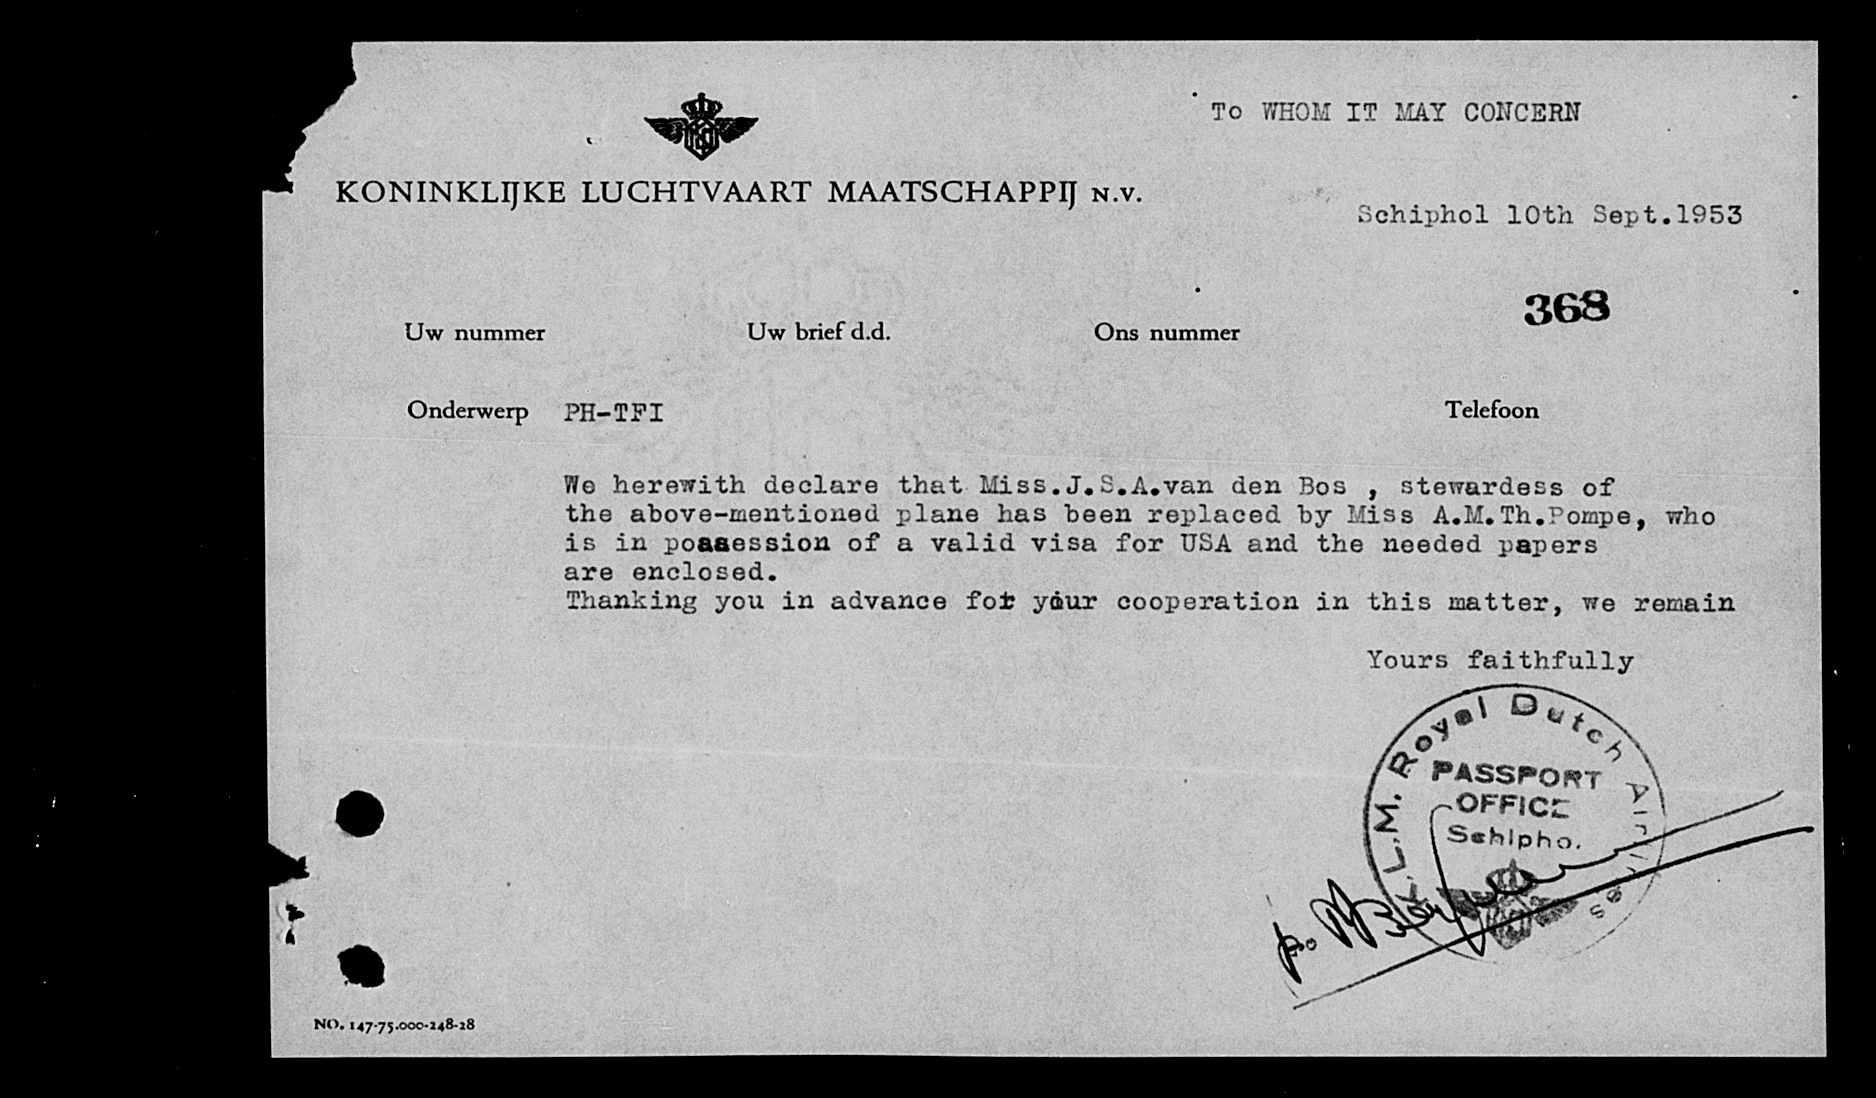 To WHOM IT MAY CONCERN
KONINKLIJKE LUCHTVAART MAATSCHAPPIJ N.V.
Schiphol 10th Sept.1953
368
Uw nummer Uw brief d.d. Ons nummer
Onderwerp PH-TFI Telefoon
We herewith declare that Miss.J.S.A.van den Bos , stewardess of
the above-mentioned plane has been replaced by Miss A.M.Th.Pompe, who
is in possession of a valid visa for USA and the needed papers
are enclosed.
Thanking you in advance for your cooperation in this matter, we remain
Yours faithfully
K.L.M. Royal Dutch Airlines
PASSPORT
OFFICE
Schipho.
p.
NO. 147-75.000-248-28